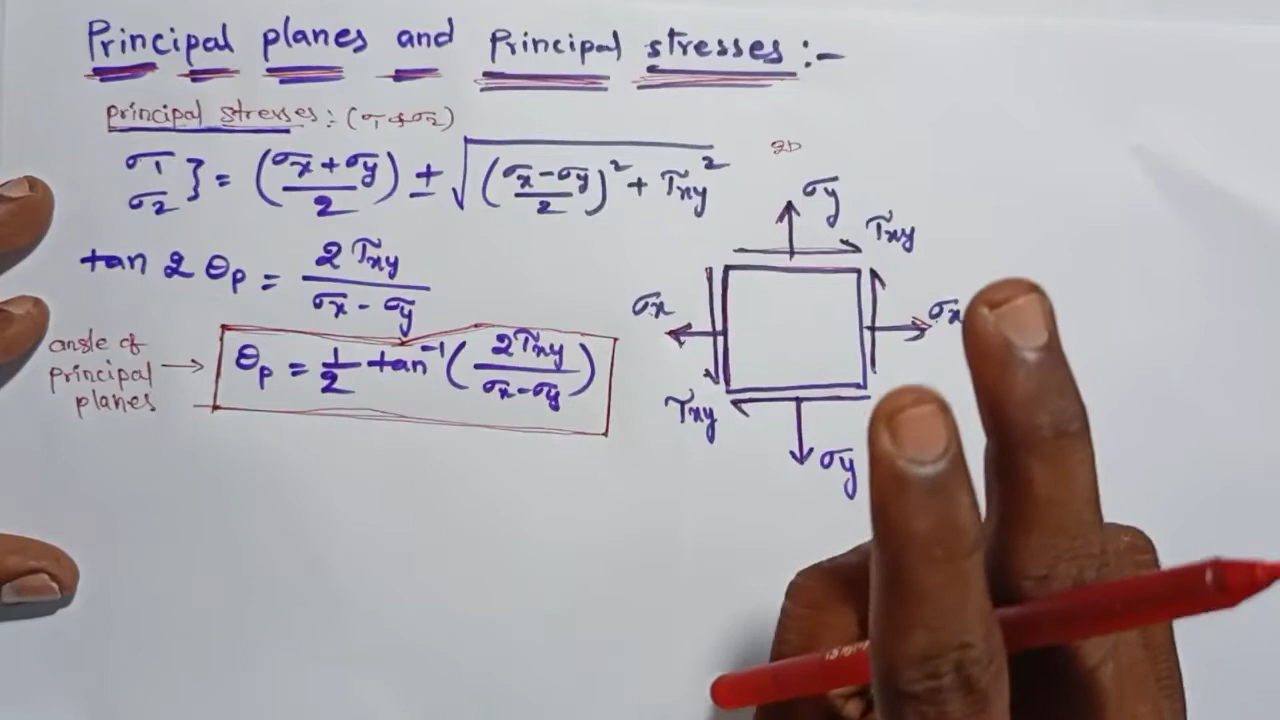 Principal planes and Principal stresses :-
principal stresses :- (σ1 & σ2)
2D
σ1
σ2 } = (σx + σy / 2) ± √(σx - σy / 2)² + τxy²
tan 2θp = 2τxy / σx - σy
angle of
principal
planes
θp = 1/2 tan⁻¹ (2τxy / σx - σy)
σy
τxy
σx
σx
τxy
σy